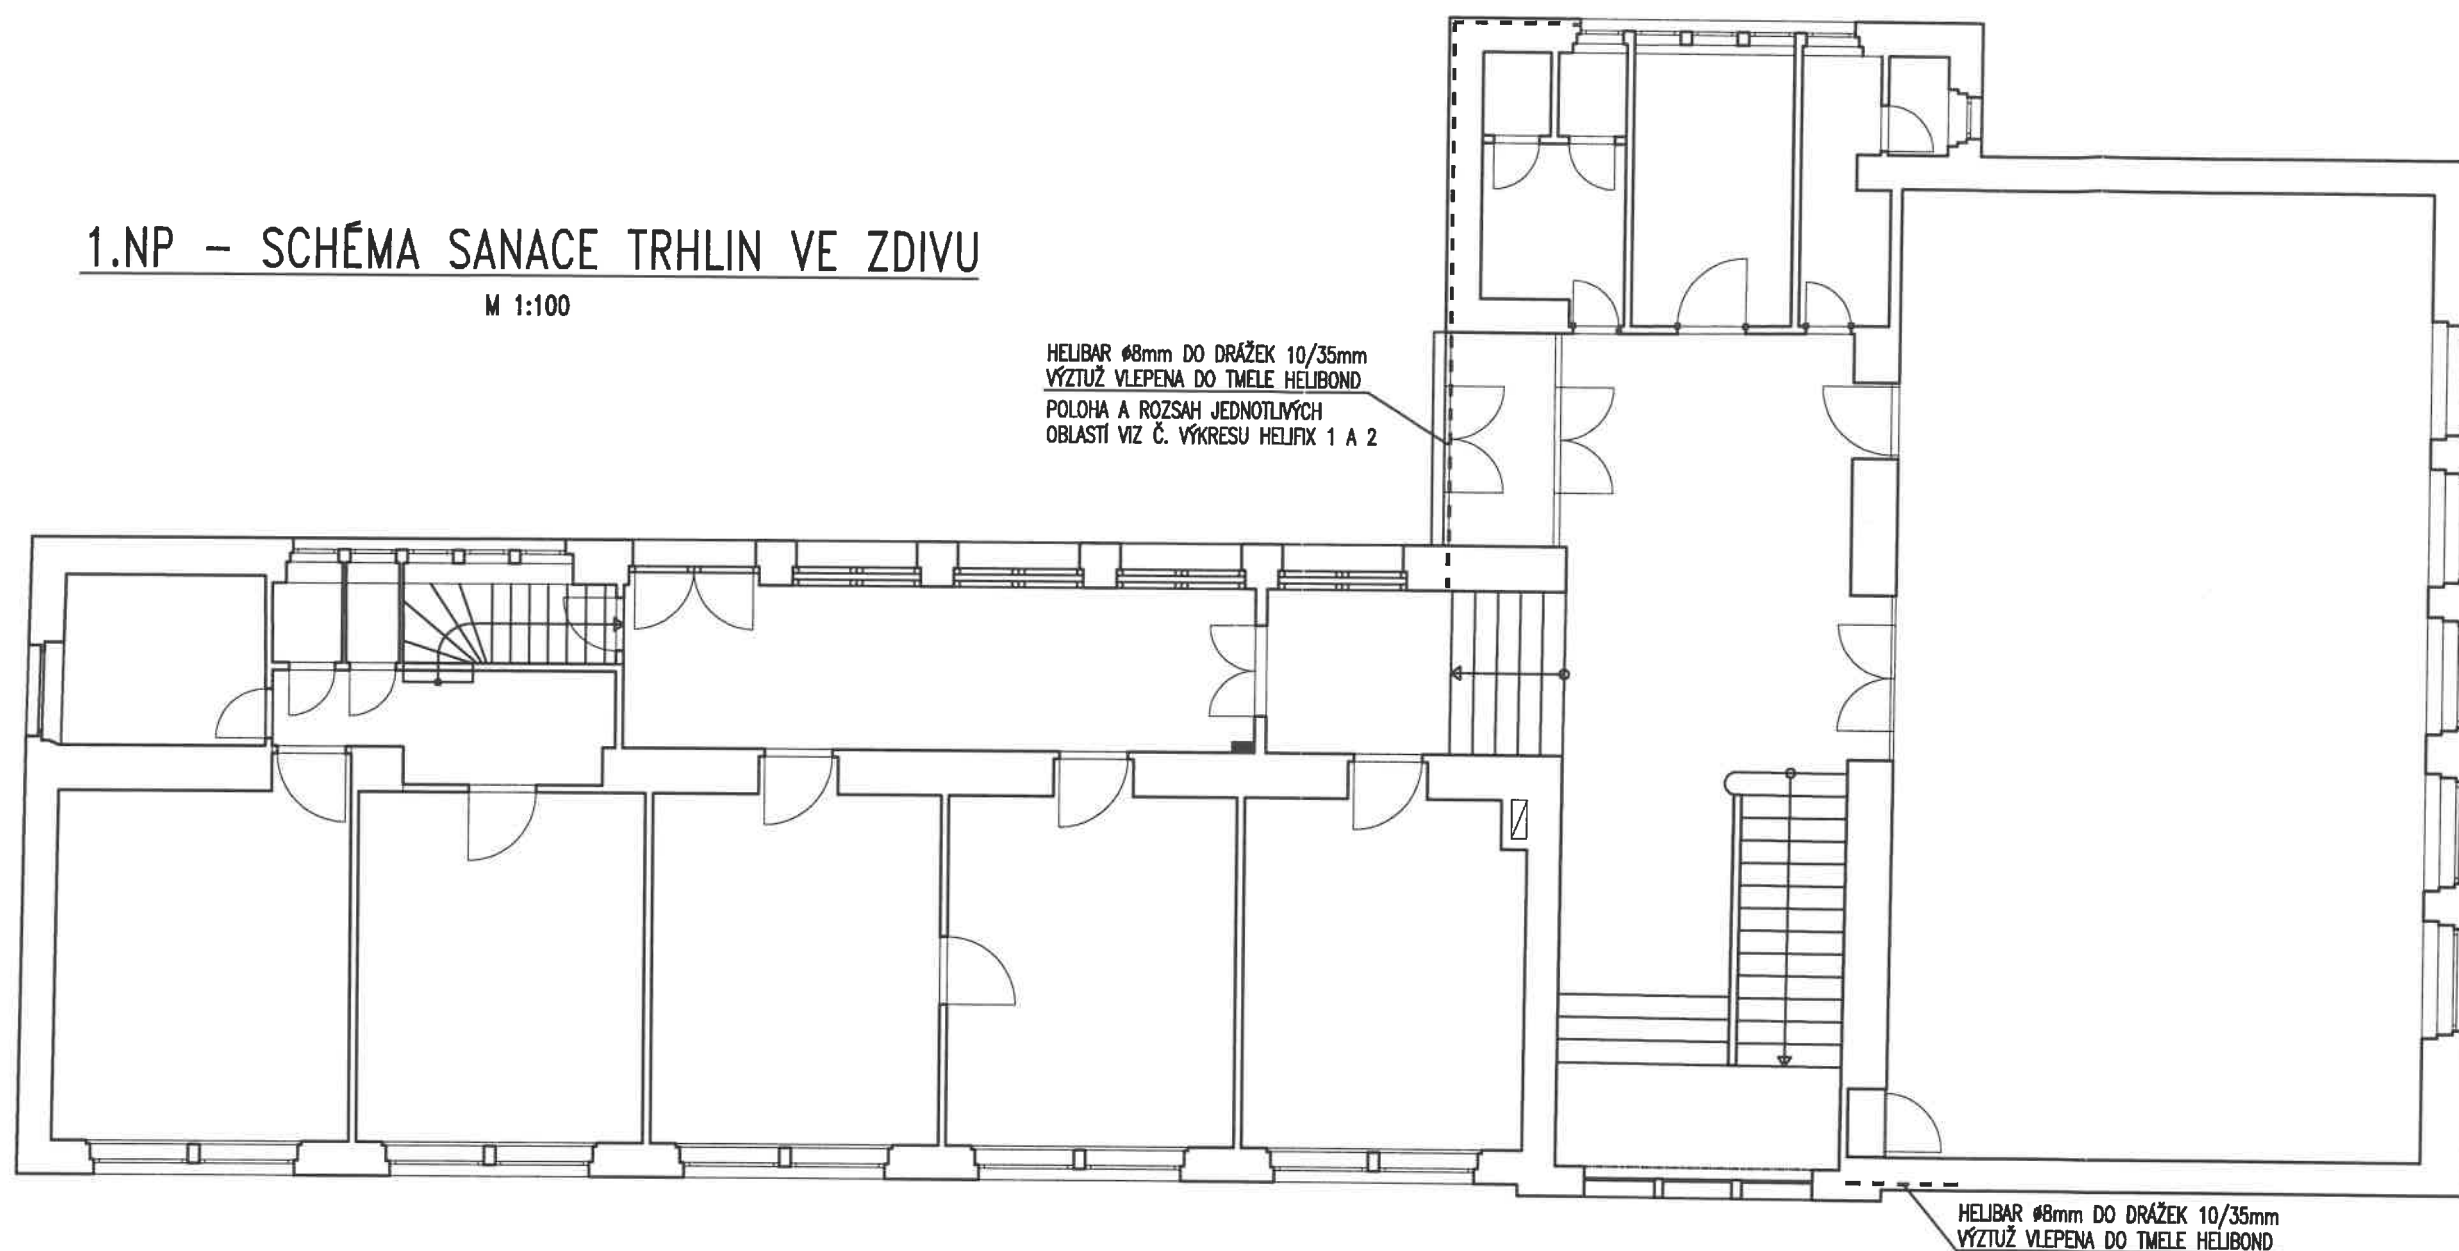 1.NP – SCHÉMA SANACE TRHLIN VE ZDIVU
M 1:100
HELIBAR ø8mm DO DRÁŽEK 10/35mm
VÝZTUŽ VLEPENA DO TMELE HELIBOND
POLOHA A ROZSAH JEDNOTLIVÝCH
OBLASTÍ VIZ Č. VÝKRESU HELIFIX 1 A 2
HELIBAR ø8mm DO DRÁŽEK 10/35mm
VÝZTUŽ VLEPENA DO TMELE HELIBOND